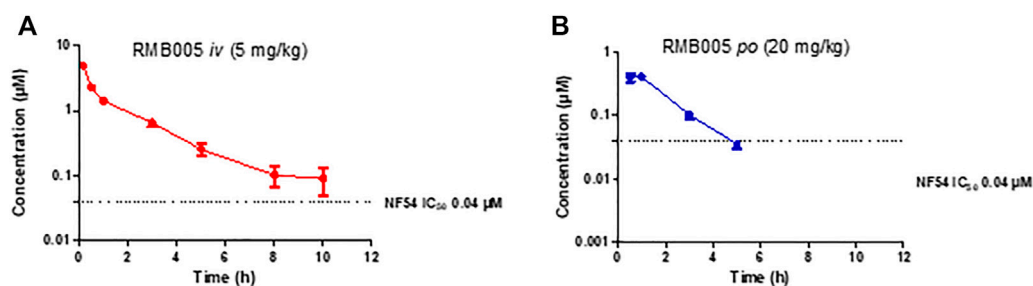 A
RMB005 iv (5 mg/kg)
Concentration (µM)
10
1
0.1
0.01
NF54 IC₅₀ 0.04 µM
0 2 4 6 8 10 12
Time (h)
B
RMB005 po (20 mg/kg)
Concentration (µM)
1
0.1
0.01
0.001
NF54 IC₅₀ 0.04 µM
0 2 4 6 8 10 12
Time (h)